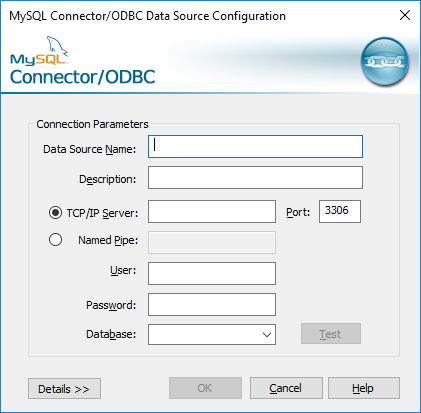 MySQL Connector/ODBC Data Source Configuration
MySQL
Connector/ODBC
Connection Parameters
Data Source Name:
Description:
TCP/IP Server: Port: 3306
Named Pipe:
User:
Password:
Database: Test
Details >> OK Cancel Help